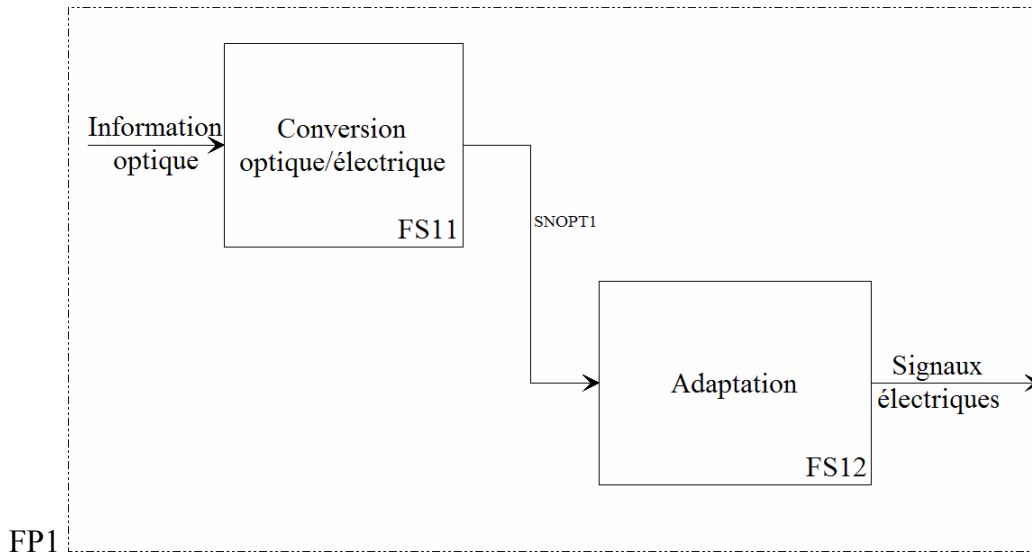 Information
optique
Conversion
optique/électrique
FS11
SNOPT1
Adaptation
FS12
Signaux
électriques
FP1